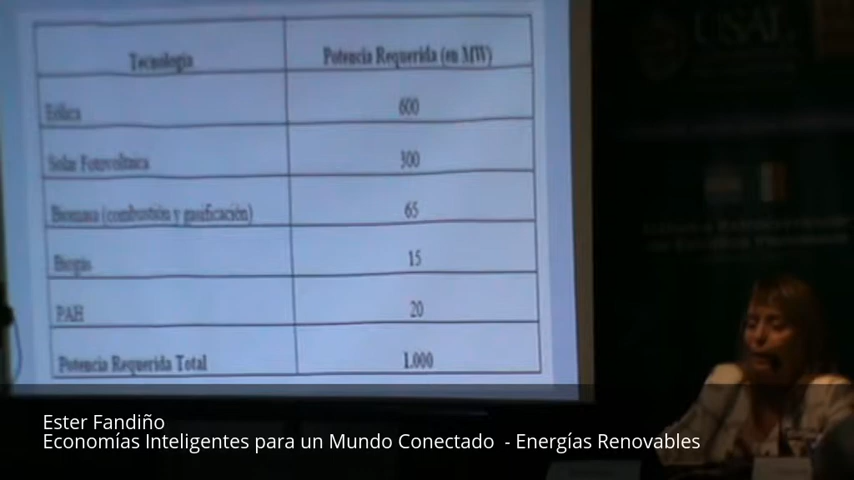 Tecnología Potencia Requerida (en MW)
Eólica 600
Solar Fotovoltaica 300
Biomasa (combustión y gasificación) 65
Biogás 15
PAH 20
Potencia Requerida Total 1.000
USAL
Ester Fandiño
Economías Inteligentes para un Mundo Conectado - Energías Renovables